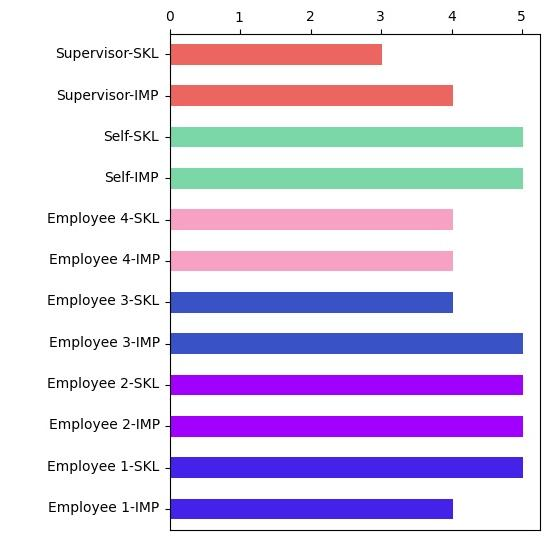 0 1 2 3 4 5
Supervisor-SKL
Supervisor-IMP
Self-SKL
Self-IMP
Employee 4-SKL
Employee 4-IMP
Employee 3-SKL
Employee 3-IMP
Employee 2-SKL
Employee 2-IMP
Employee 1-SKL
Employee 1-IMP